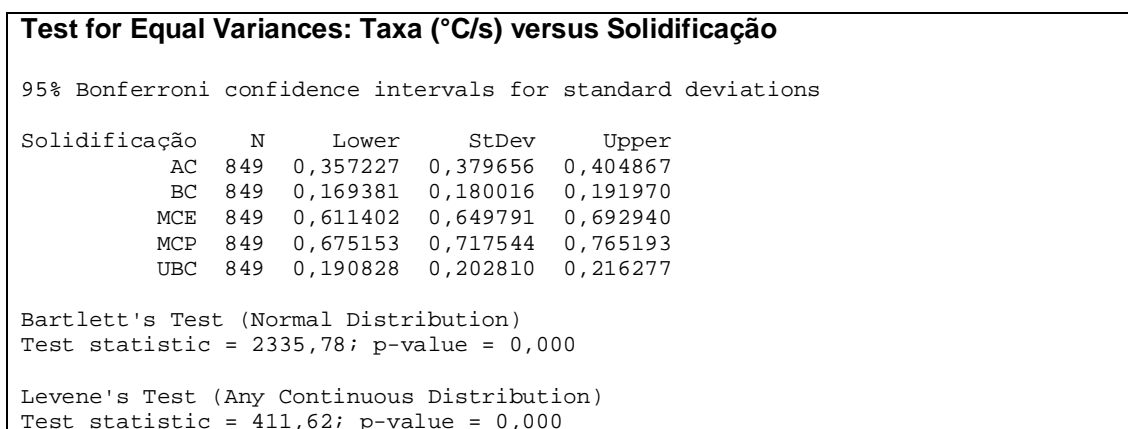 Test for Equal Variances: Taxa (°C/s) versus Solidificação
95% Bonferroni confidence intervals for standard deviations
Solidificação N Lower StDev Upper
AC 849 0,357227 0,379656 0,404867
BC 849 0,169381 0,180016 0,191970
MCE 849 0,611402 0,649791 0,692940
MCP 849 0,675153 0,717544 0,765193
UBC 849 0,190828 0,202810 0,216277
Bartlett's Test (Normal Distribution)
Test statistic = 2335,78; p-value = 0,000
Levene's Test (Any Continuous Distribution)
Test statistic = 411,62; p-value = 0,000